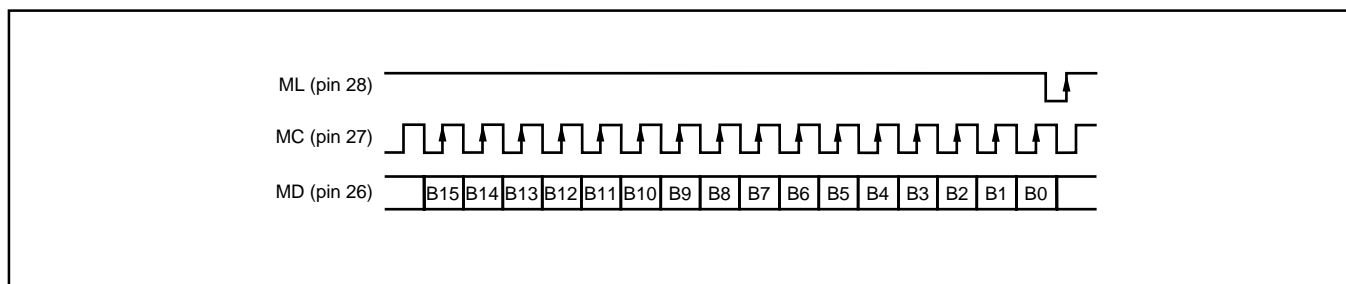 ML (pin 28)
MC (pin 27)
MD (pin 26) B15 B14 B13 B12 B11 B10 B9 B8 B7 B6 B5 B4 B3 B2 B1 B0